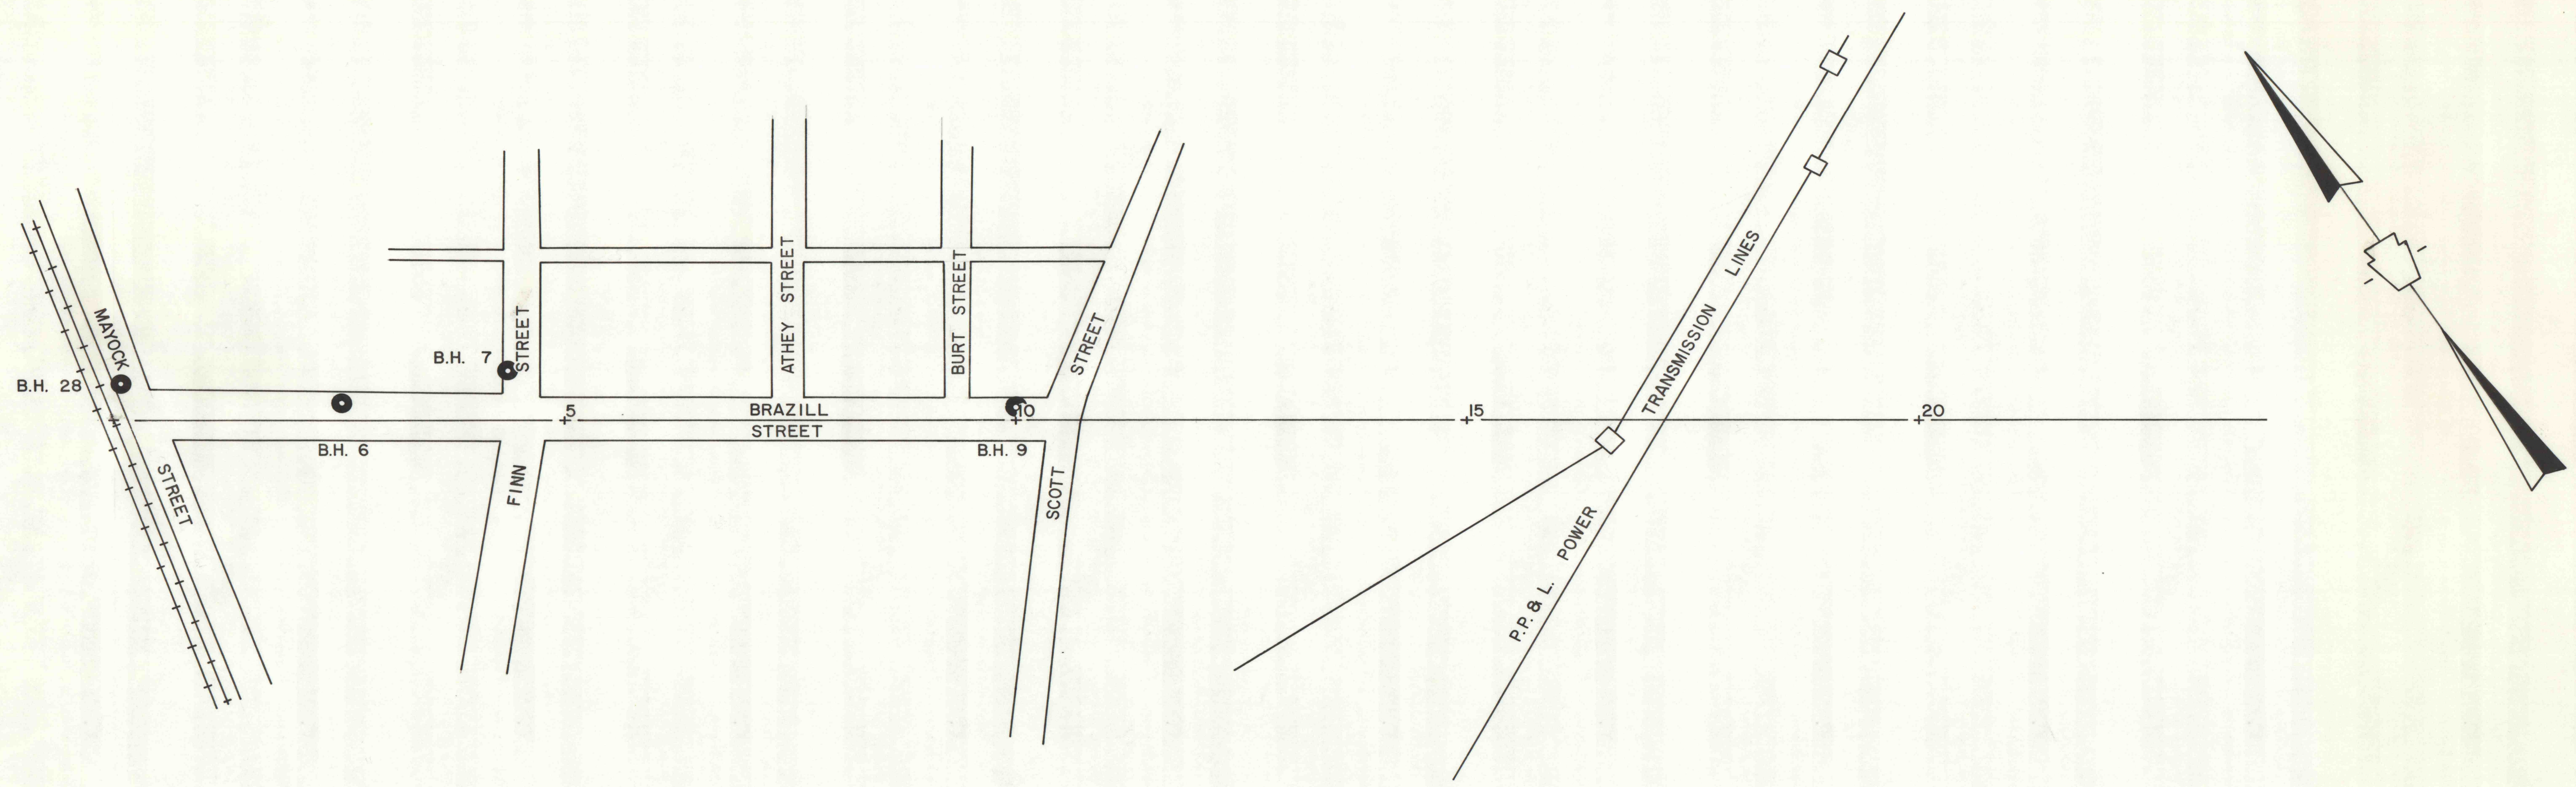 MAYOCK
STREET
B.H. 28
B.H. 6
B.H. 7
FINN
STREET
5
ATHEY STREET
BRAZILL
STREET
BURT STREET
B.H. 9
10
SCOTT
STREET
15
P.P. & L. POWER TRANSMISSION LINES
20